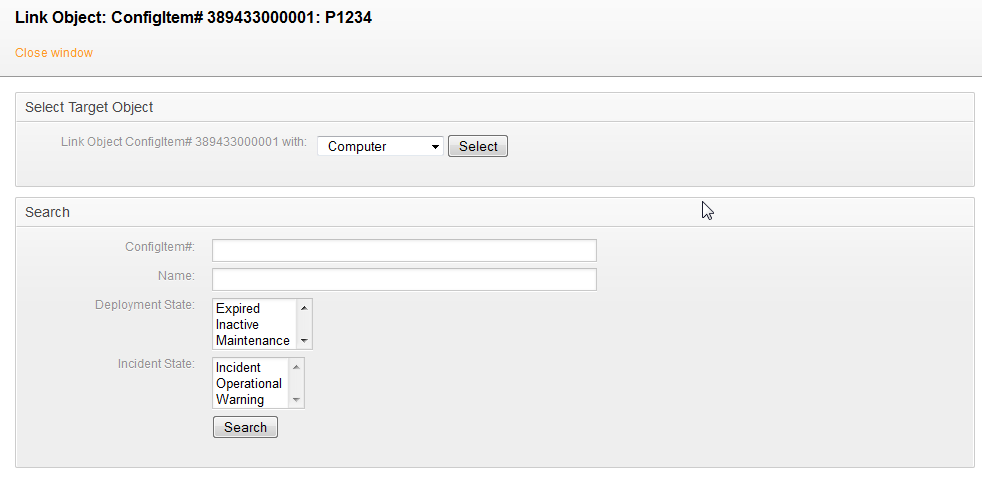 Link Object: ConfigItem# 389433000001: P1234
Close window
Select Target Object
Link Object ConfigItem# 389433000001 with: Computer Select
Search
ConfigItem#:
Name:
Deployment State: Expired
Inactive
Maintenance
Incident State: Incident
Operational
Warning
Search